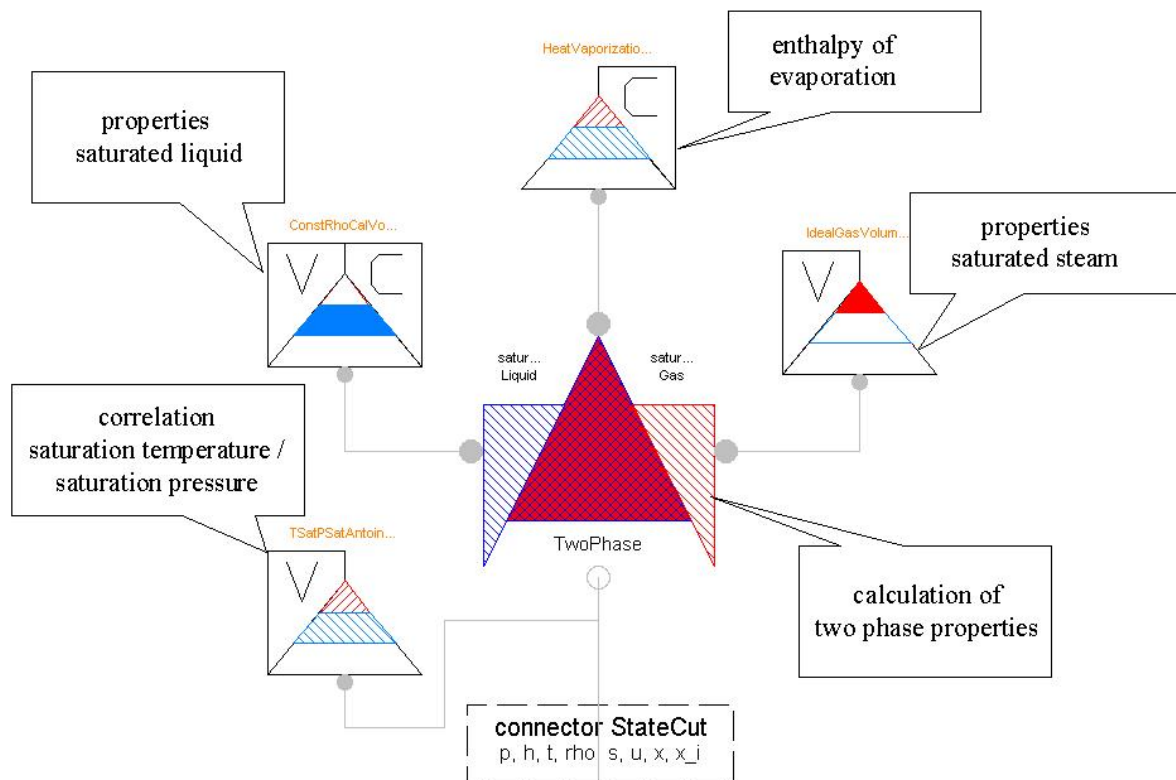 HeatVaporizatio...
enthalpy of
evaporation
C
properties
saturated liquid
ConstRhoCalVo...
V C
IdealGasVolum...
V
properties
saturated steam
satur...
Liquid
satur...
Gas
correlation
saturation temperature /
saturation pressure
TSatPSatAntoin...
V
TwoPhase
calculation of
two phase properties
connector StateCut
p, h, t, rho s, u, x, x_i